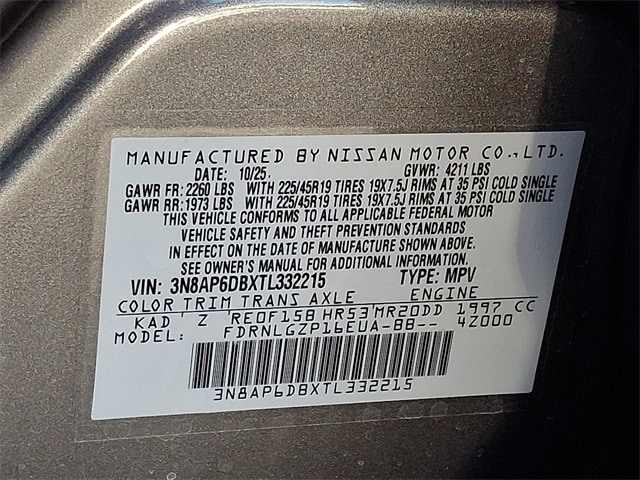 MANUFACTURED BY NISSAN MOTOR CO.,LTD.
DATE: 10/25. GVWR: 4211 LBS
GAWR FR: 2260 LBS WITH 225/45R19 TIRES 19X7.5J RIMS AT 35 PSI COLD SINGLE
GAWR RR: 1973 LBS WITH 225/45R19 TIRES 19X7.5J RIMS AT 35 PSI COLD SINGLE
THIS VEHICLE CONFORMS TO ALL APPLICABLE FEDERAL MOTOR
VEHICLE SAFETY AND THEFT PREVENTION STANDARDS
IN EFFECT ON THE DATE OF MANUFACTURE SHOWN ABOVE.
SEE OWNER'S MANUAL FOR ADDITIONAL INFORMATION
VIN: 3N8AP6DBXTL332215 TYPE: MPV
COLOR TRIM TRANS AXLE ENGINE
KAD ' Z 'RE0F15B HR53'MR20DD 1997 CC
MODEL: FDRNLGZP16EUA-BB-- 4Z000
3N8AP6DBXTL332215